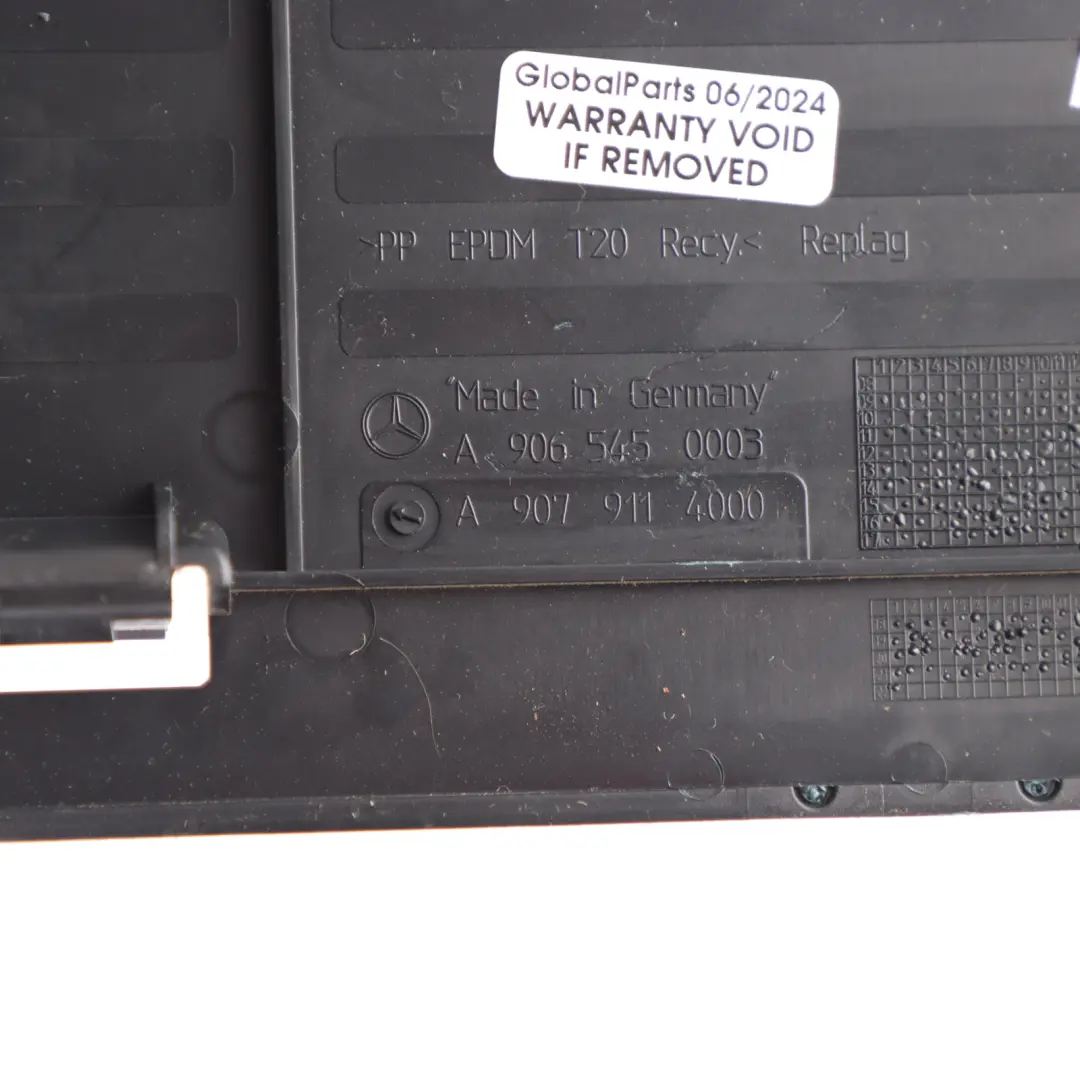 GlobalParts 06/2024
WARRANTY VOID
IF REMOVED
>PP EPDM T20 Recy.< Replag
"Made in Germany"
A 906 545 0003
A 907 911 4000